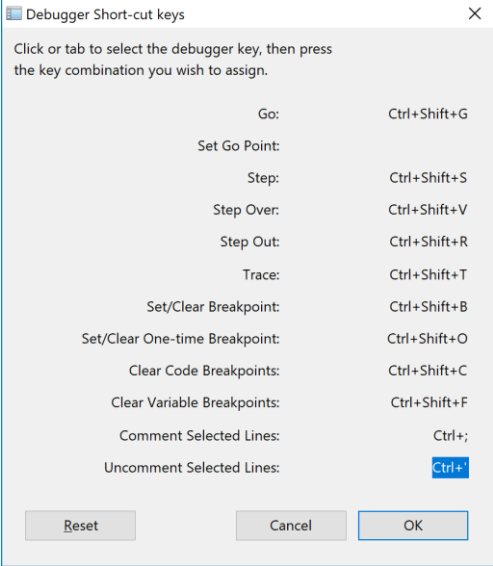 Debugger Short-cut keys
Click or tab to select the debugger key, then press
the key combination you wish to assign.
Go: Ctrl+Shift+G
Set Go Point:
Step: Ctrl+Shift+S
Step Over: Ctrl+Shift+V
Step Out: Ctrl+Shift+R
Trace: Ctrl+Shift+T
Set/Clear Breakpoint: Ctrl+Shift+B
Set/Clear One-time Breakpoint: Ctrl+Shift+O
Clear Code Breakpoints: Ctrl+Shift+C
Clear Variable Breakpoints: Ctrl+Shift+F
Comment Selected Lines: Ctrl+;
Uncomment Selected Lines: Ctrl+'
Reset Cancel OK